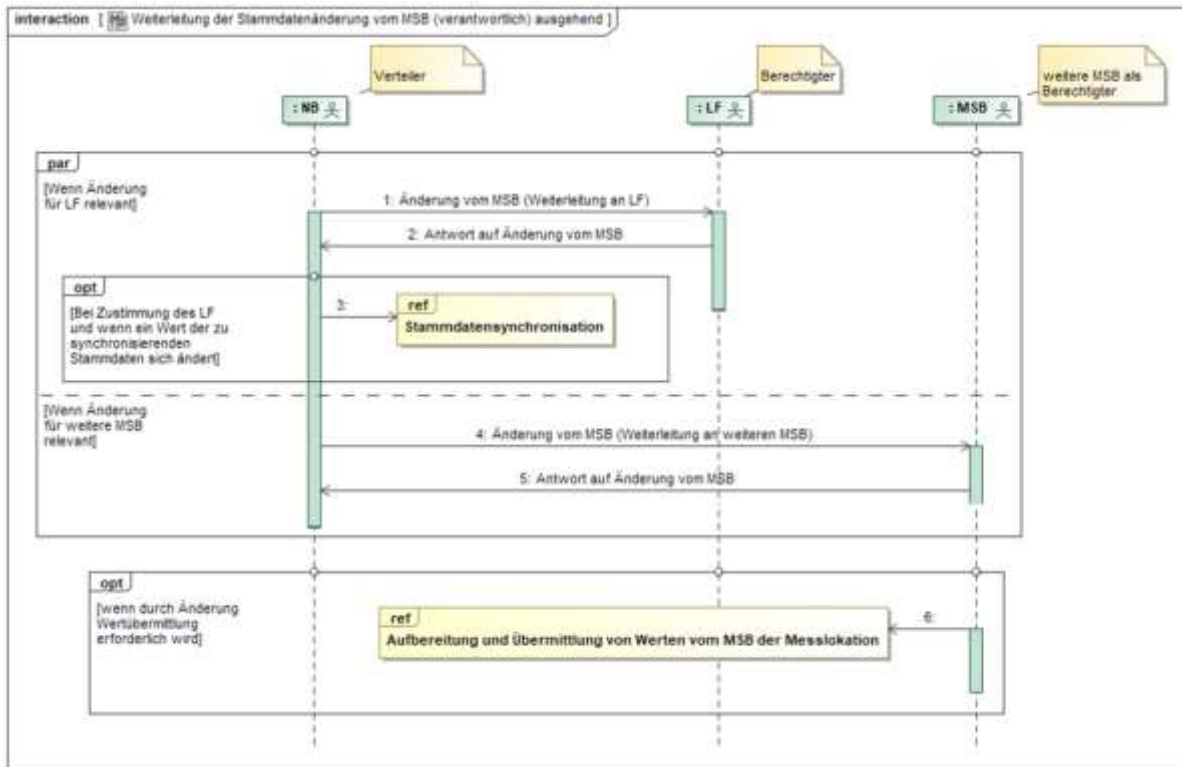 interaction [ Weiterleitung der Stammdatenänderung vom MSB (verantwortlich) ausgehend ]
Verteiler
Berechtigter
weitere MSB als
Berechtigter
: NB
: LF
: MSB
par
[Wenn Änderung
für LF relevant]
1: Änderung vom MSB (Weiterleitung an LF)
2: Antwort auf Änderung vom MSB
opt
[Bei Zustimmung des LF
und wenn ein Wert der zu
synchronisierenden
Stammdaten sich ändert]
3:
ref
Stammdatensynchronisation
[Wenn Änderung
für weitere MSB
relevant]
4: Änderung vom MSB (Weiterleitung an weiteren MSB)
5: Antwort auf Änderung vom MSB
opt
[wenn durch Änderung
Wertübermittlung
erforderlich wird]
ref
Aufbereitung und Übermittlung von Werten vom MSB der Messlokation
6: